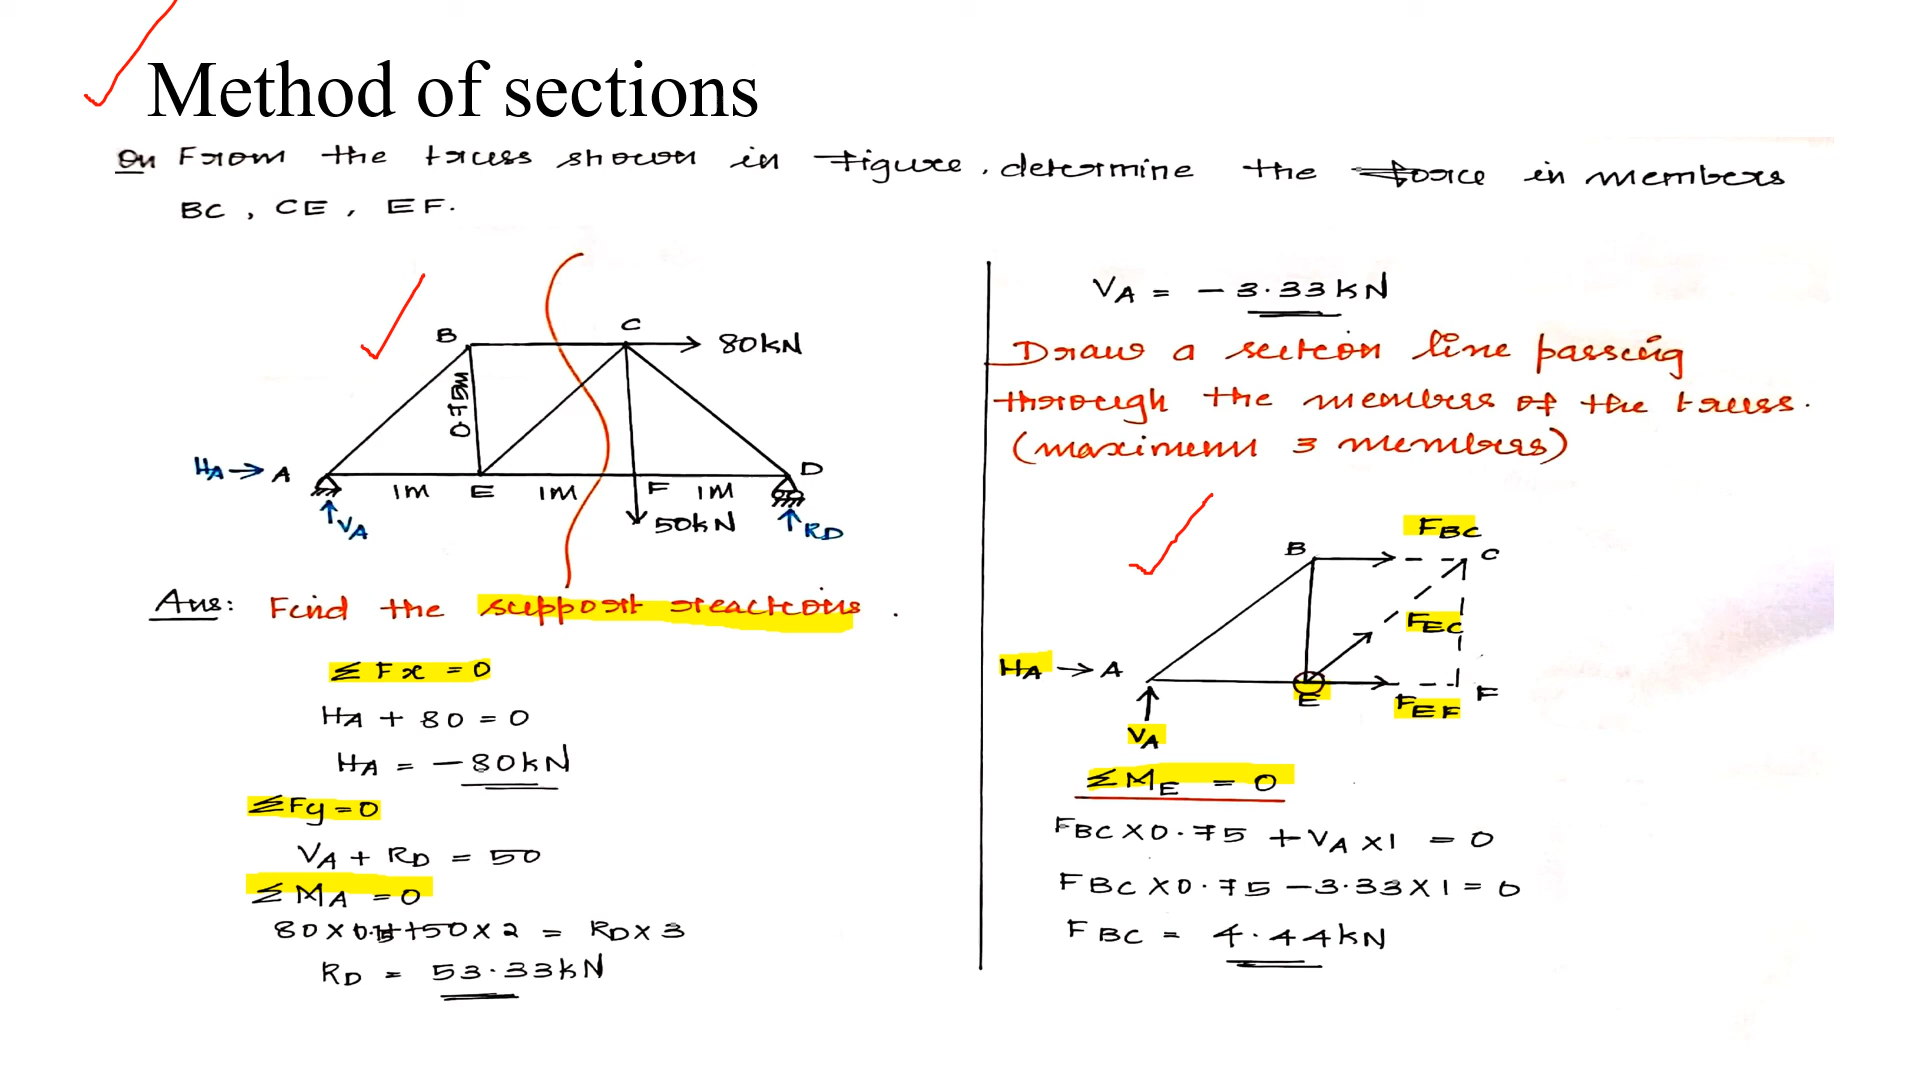 Method of sections
Qn From the truss shown in figure, determine the force in members
BC, CE, EF.
B
C
80kN
0.75m
HA → A
1m
E
1m
F
1m
D
VA
50kN
RD
Ans: Find the support reactions.
ΣFx = 0
HA + 80 = 0
HA = -80kN
ΣFy = 0
VA + RD = 50
ΣMA = 0
80 × 0.75 + 50 × 2 = RD × 3
RD = 53.33kN
VA = -3.33kN
Draw a section line passing
through the members of the truss.
(maximum 3 members)
FBC
B
C
FEC
HA → A
E
FEF
F
VA
ΣME = 0
FBC × 0.75 + VA × 1 = 0
FBC × 0.75 - 3.33 × 1 = 0
FBC = 4.44kN